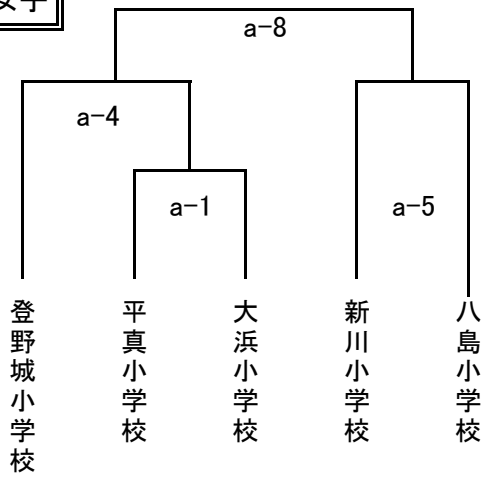 女子
a-8
a-4
a-1
a-5
登野城小学校
平真小学校
大浜小学校
新川小学校
八島小学校